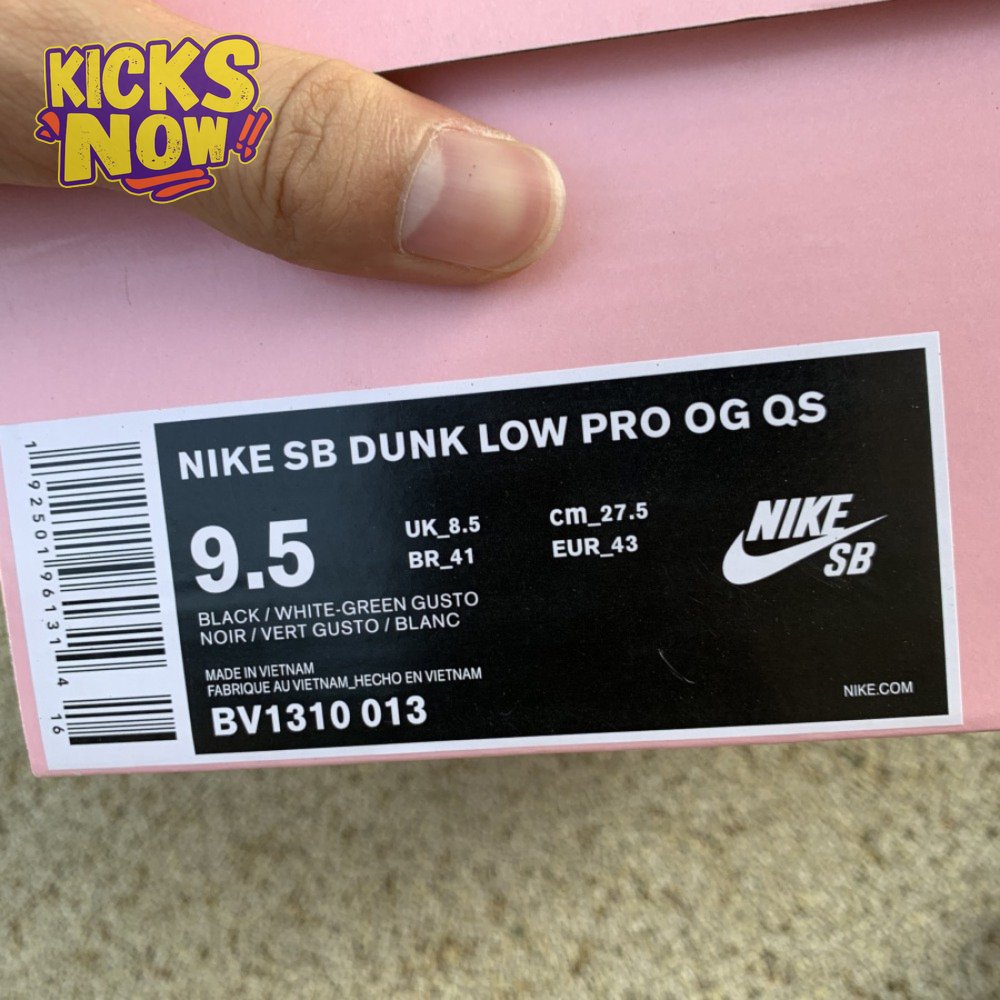 KICKS
NOW!!
NIKE SB DUNK LOW PRO OG QS
9.5
UK_8.5
cm_27.5
BR_41
EUR_43
NIKE
SB
BLACK / WHITE-GREEN GUSTO
NOIR / VERT GUSTO / BLANC
MADE IN VIETNAM
FABRIQUE AU VIETNAM_HECHO EN VIETNAM
BV1310 013
NIKE.COM
1 92501 96131 4 16